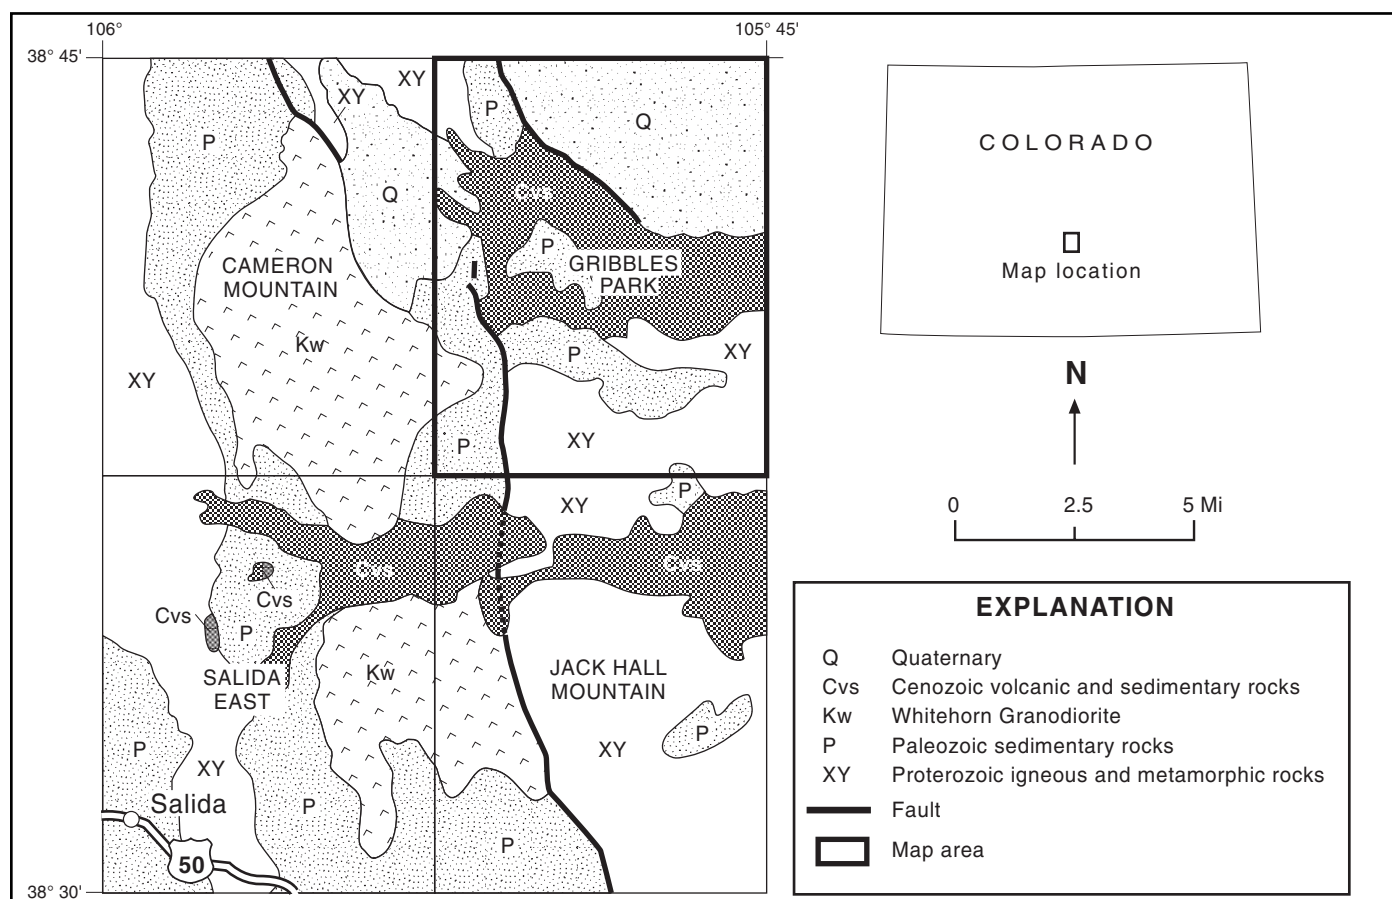 106°
105° 45'
38° 45'
XY
XY
P
P
Q
COLORADO
Cvs
Q
P
CAMERON
MOUNTAIN
GRIBBLES
PARK
Map location
Kw
P
XY
XY
N
P
XY
P
XY
0 2.5 5 Mi
Cvs
Cvs
Cvs
Cvs
P
EXPLANATION
Q Quaternary
Cvs Cenozoic volcanic and sedimentary rocks
Kw Whitehorn Granodiorite
P Paleozoic sedimentary rocks
XY Proterozoic igneous and metamorphic rocks
Fault
Map area
SALIDA
EAST
Kw
JACK HALL
MOUNTAIN
P
P
XY
XY
Salida
P
P
50
38° 30'